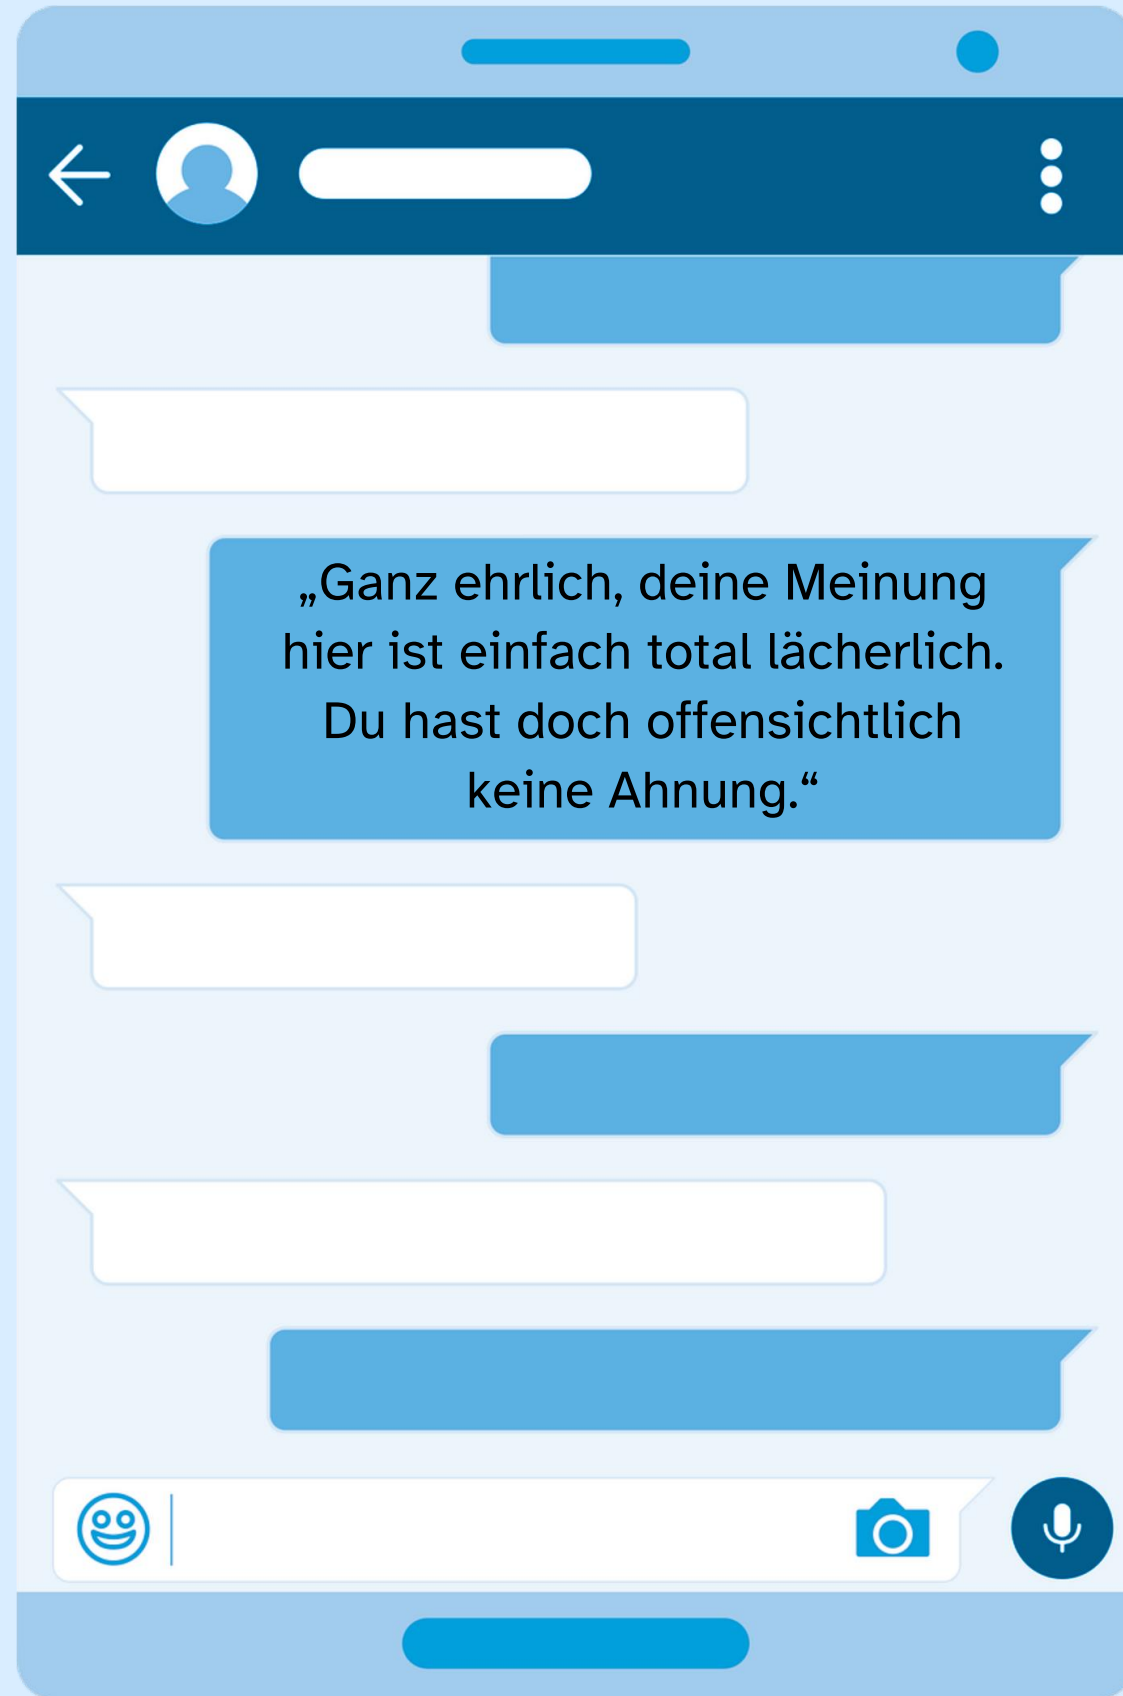 „Ganz ehrlich, deine Meinung
hier ist einfach total lächerlich.
Du hast doch offensichtlich
keine Ahnung.“